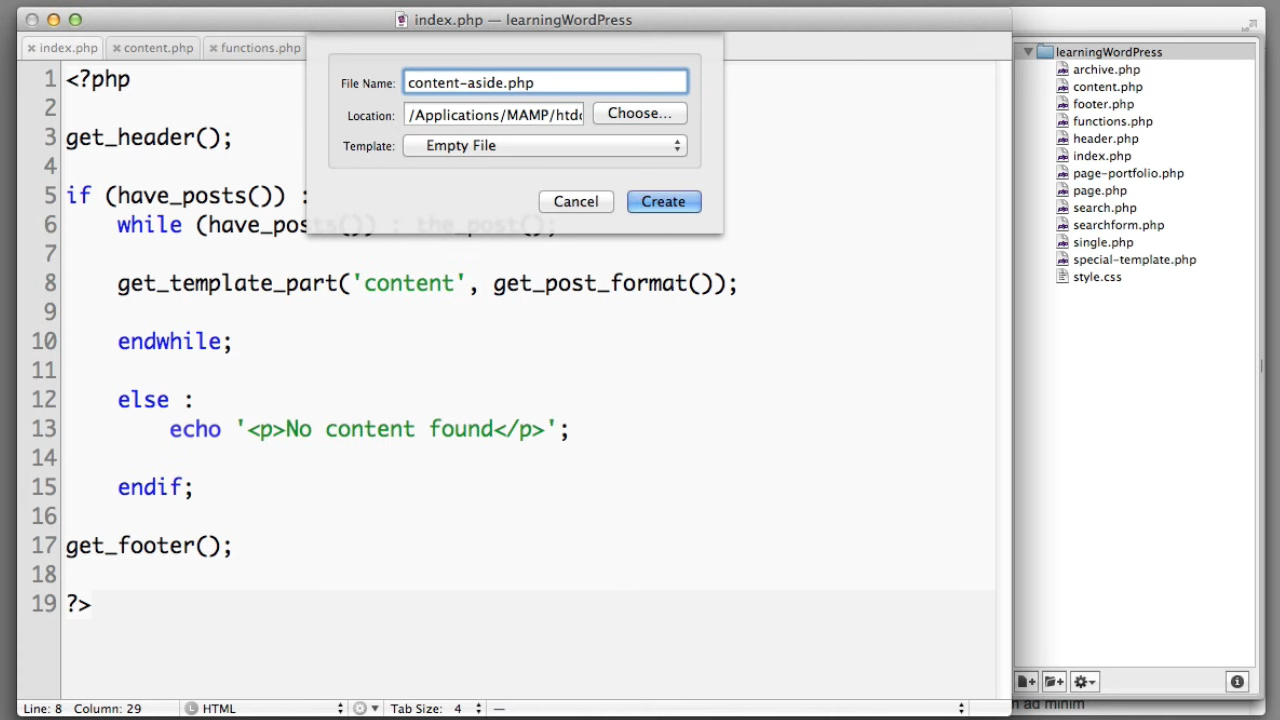 index.php — learningWordPress
index.php
content.php
functions.php
File Name: content-aside.php
Location: /Applications/MAMP/htdo Choose...
Template: Empty File
Cancel Create
1 <?php
2
3 get_header();
4
5 if (have_posts()) :
6 while (have_posts()) : the_post();
7
8 get_template_part('content', get_post_format());
9
10 endwhile;
11
12 else :
13 echo '<p>No content found</p>';
14
15 endif;
16
17 get_footer();
18
19 ?>
Line: 8 Column: 29 L HTML Tab Size: 4 —
learningWordPress
archive.php
content.php
footer.php
functions.php
header.php
index.php
page-portfolio.php
page.php
search.php
searchform.php
single.php
special-template.php
style.css
ad minim